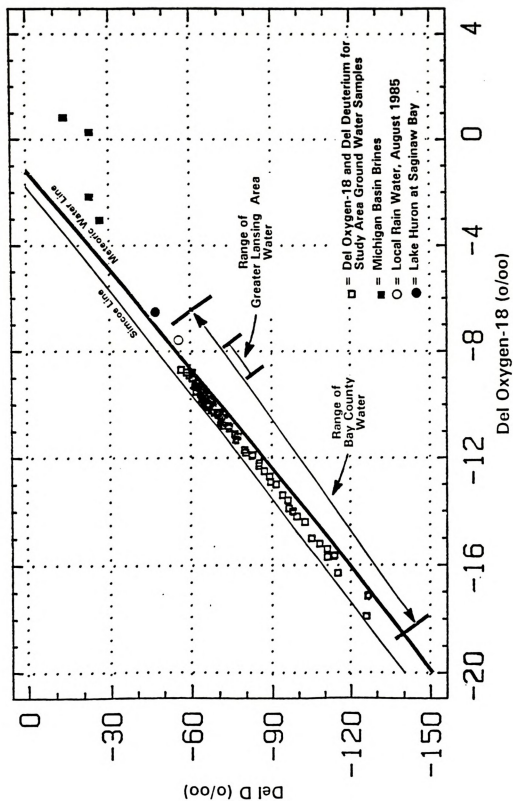 Del D (o/oo)
0
-30
-60
-90
-120
-150
Simcoe Line
Meteoric Water Line
Range of
Greater Lansing Area
Water
Range of
Bay County
Water
□ = Del Oxygen-18 and Del Deuterium for
Study Area Ground Water Samples
■ = Michigan Basin Brines
○ = Local Rain Water, August 1985
● = Lake Huron at Saginaw Bay
-20
-16
-12
-8
-4
0
4
Del Oxygen-18 (o/oo)